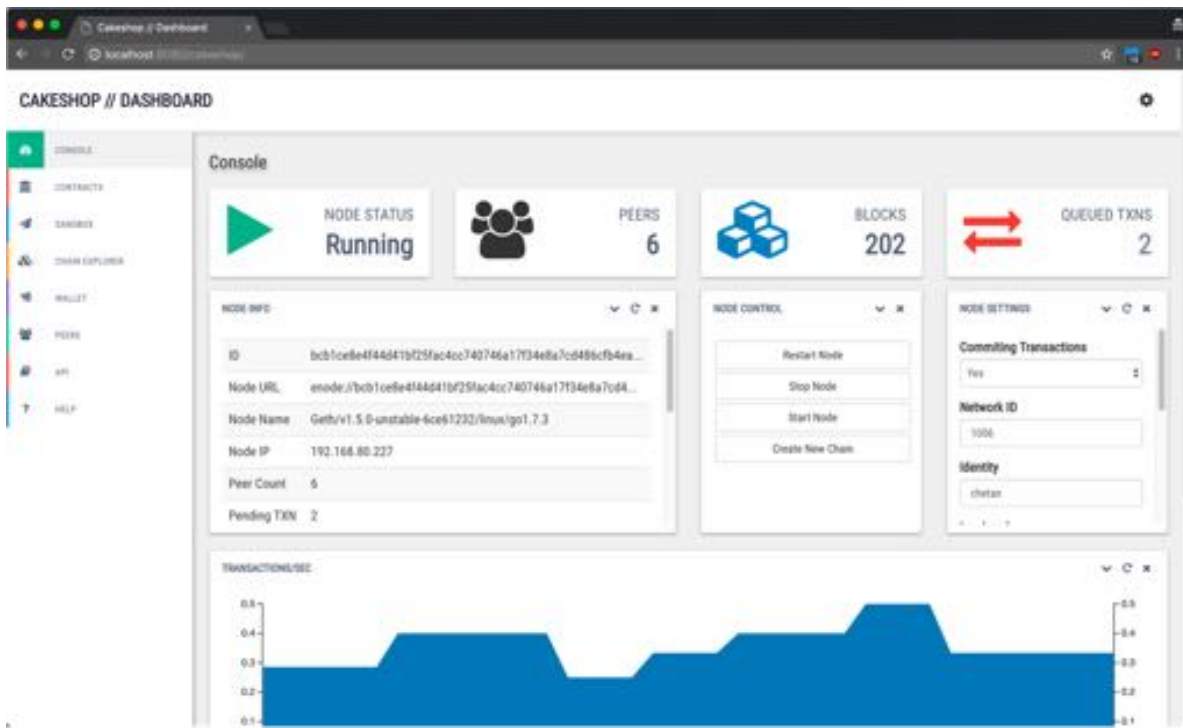 Cakeshop // Dashboard
localhost
CAKESHOP // DASHBOARD
CONSOLE
CONTRACTS
SANDBOX
CHAIN EXPLORER
WALLET
PEERS
API
HELP
Console
NODE STATUS
Running
PEERS
6
BLOCKS
202
QUEUED TXNS
2
NODE INFO
ID
Node URL
Node Name Geth/v1.5.0-unstable-6ce61232/linux/go1.7.3
Node IP 192.168.80.227
Peer Count 6
Pending TXN 2
NODE CONTROL
Restart Node
Stop Node
Start Node
Create New Chain
NODE SETTINGS
Commiting Transactions
Yes
Network ID
1006
Identity
chetan
TRANSACTIONS/SEC
0.5 0.5
0.4 0.4
0.3 0.3
0.2 0.2
0.1 0.1